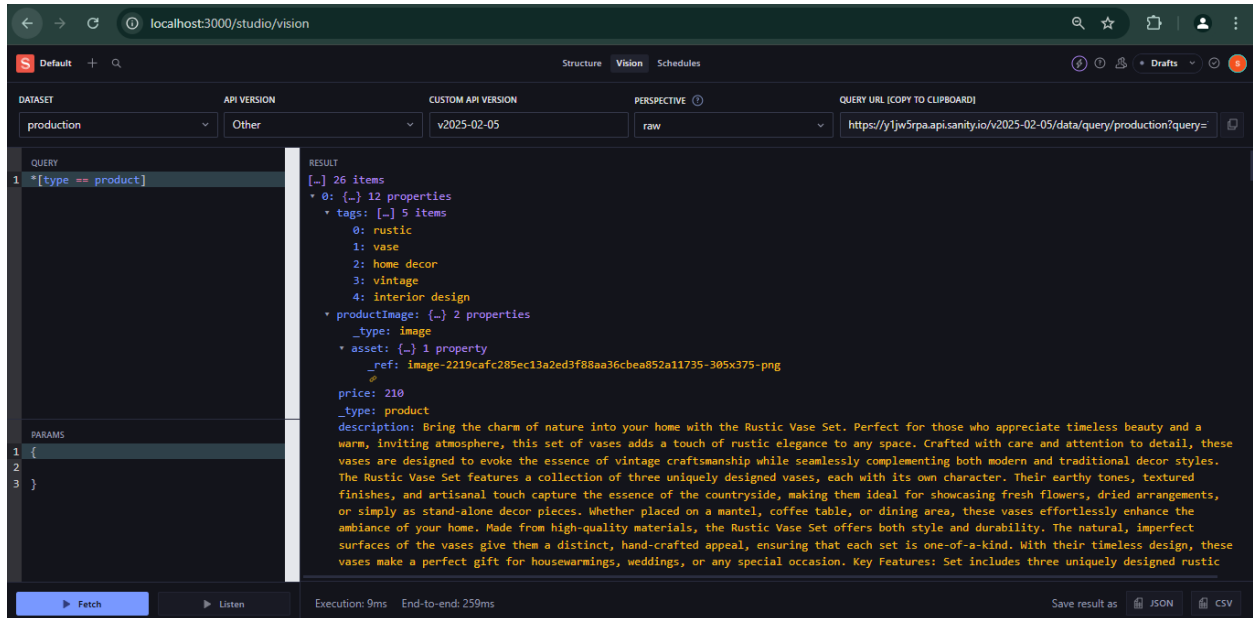 localhost:3000/studio/vision
S Default
Structure Vision Schedules
Drafts
S
DATASET API VERSION CUSTOM API VERSION PERSPECTIVE QUERY URL [COPY TO CLIPBOARD]
production Other v2025-02-05 raw https://y1jw5rpa.api.sanity.io/v2025-02-05/data/query/production?query=
QUERY
1 *[type == product]
RESULT
[…] 26 items
0: {…} 12 properties
tags: […] 5 items
0: rustic
1: vase
2: home decor
3: vintage
4: interior design
productImage: {…} 2 properties
_type: image
asset: {…} 1 property
_ref: image-2219cafc285ec13a2ed3f88aa36cbea852a11735-305x375-png
price: 210
_type: product
description: Bring the charm of nature into your home with the Rustic Vase Set. Perfect for those who appreciate timeless beauty and a
warm, inviting atmosphere, this set of vases adds a touch of rustic elegance to any space. Crafted with care and attention to detail, these
vases are designed to evoke the essence of vintage craftsmanship while seamlessly complementing both modern and traditional decor styles.
The Rustic Vase Set features a collection of three uniquely designed vases, each with its own character. Their earthy tones, textured
finishes, and artisanal touch capture the essence of the countryside, making them ideal for showcasing fresh flowers, dried arrangements,
or simply as stand-alone decor pieces. Whether placed on a mantel, coffee table, or dining area, these vases effortlessly enhance the
ambiance of your home. Made from high-quality materials, the Rustic Vase Set offers both style and durability. The natural, imperfect
surfaces of the vases give them a distinct, hand-crafted appeal, ensuring that each set is one-of-a-kind. With their timeless design, these
vases make a perfect gift for housewarmings, weddings, or any special occasion. Key Features: Set includes three uniquely designed rustic
PARAMS
1 {
2
3 }
Fetch Listen
Execution: 9ms End-to-end: 259ms
Save result as JSON CSV